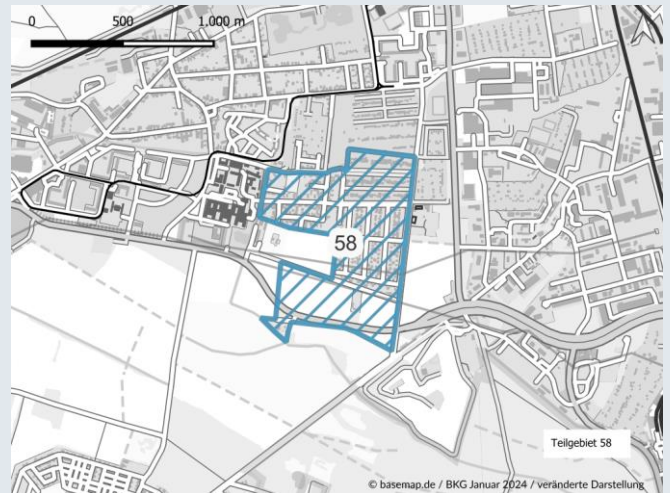 0 500 1.000 m
58
Teilgebiet 58
© basemap.de / BKG Januar 2024 / veränderte Darstellung